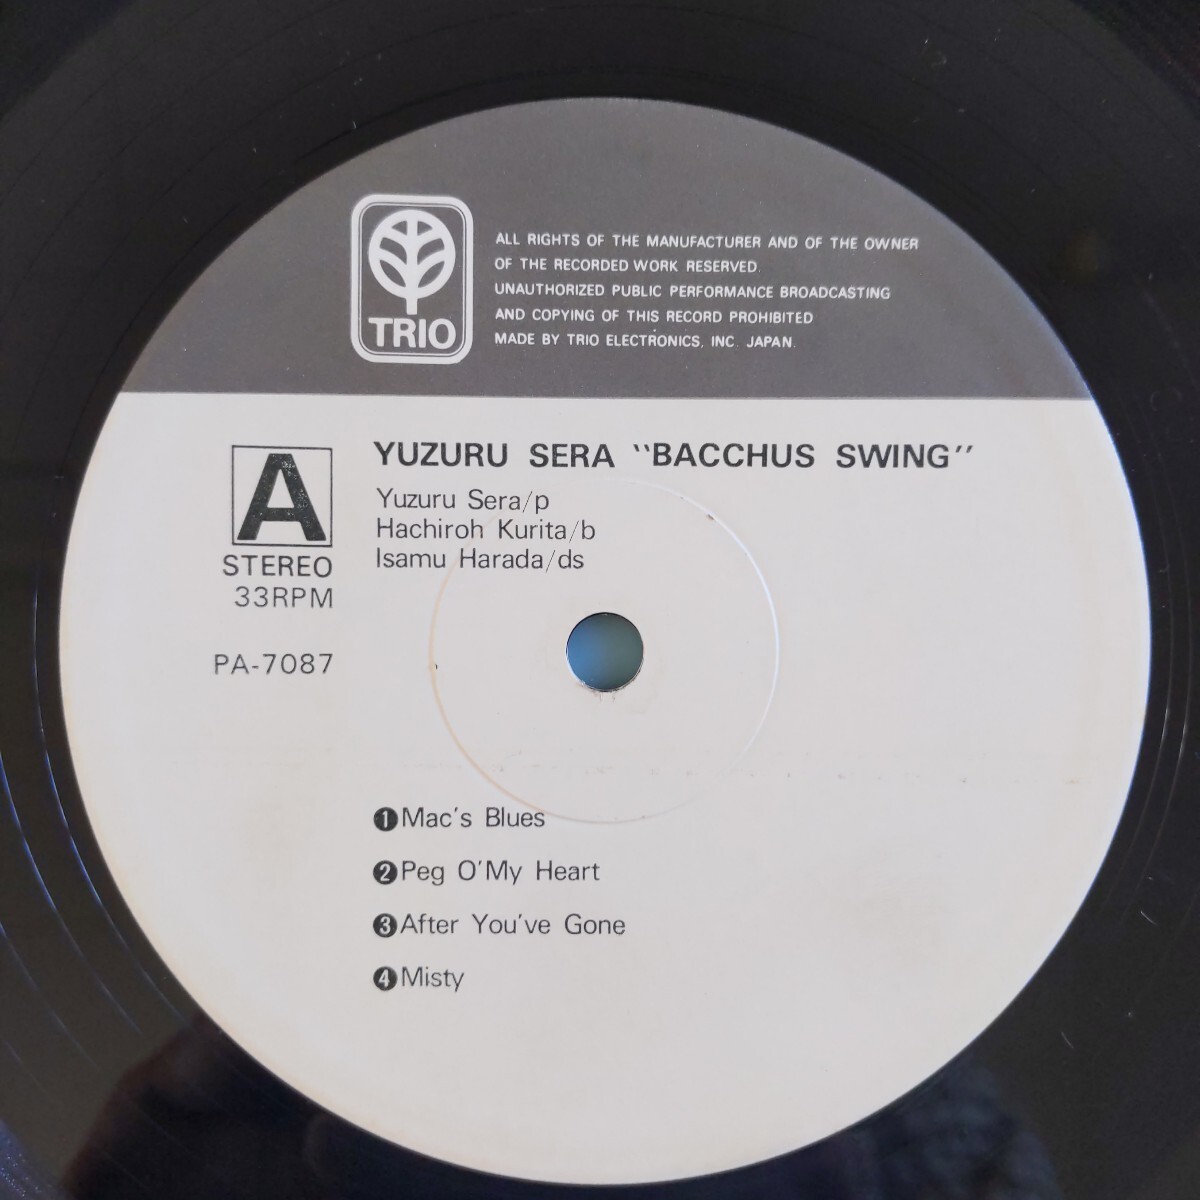 TRIO
ALL RIGHTS OF THE MANUFACTURER AND OF THE OWNER
OF THE RECORDED WORK RESERVED.
UNAUTHORIZED PUBLIC PERFORMANCE BROADCASTING
AND COPYING OF THIS RECORD PROHIBITED
MADE BY TRIO ELECTRONICS, INC. JAPAN.
A
STEREO
33RPM
PA-7087
YUZURU SERA "BACCHUS SWING"
Yuzuru Sera/p
Hachiroh Kurita/b
Isamu Harada/ds
❶Mac's Blues
❷Peg O'My Heart
❸After You've Gone
❹Misty